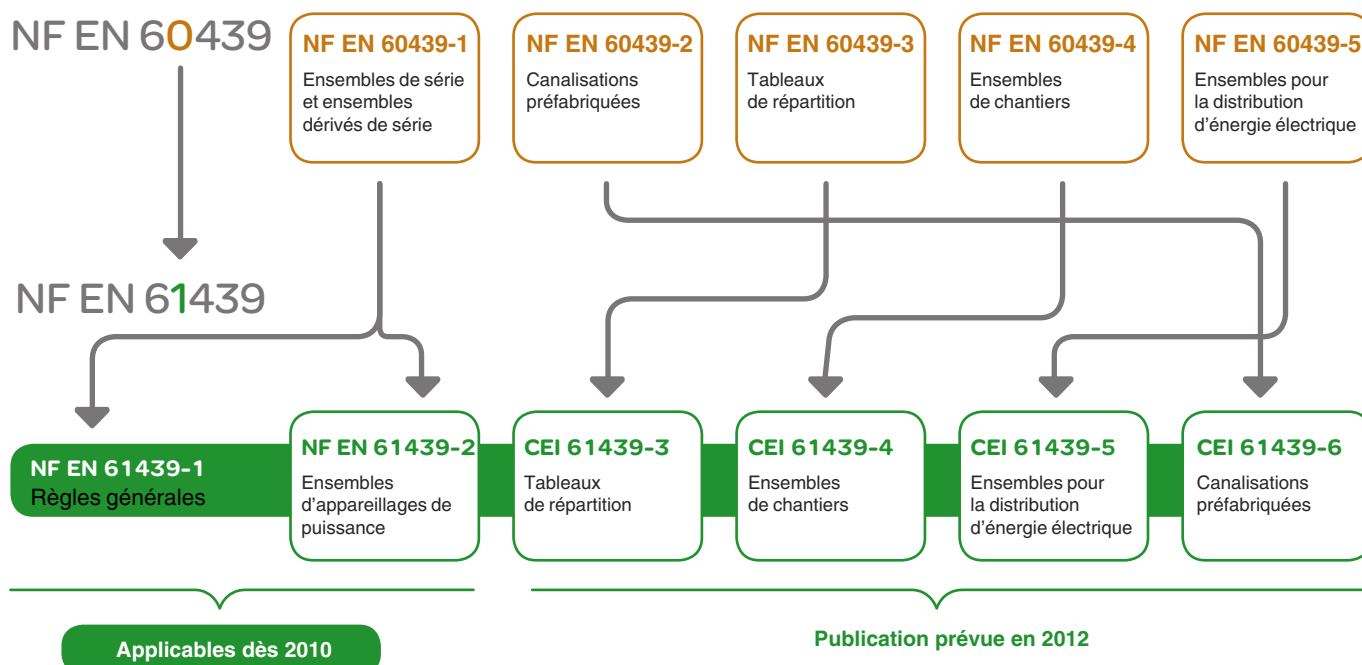 NF EN 60439
NF EN 60439-1
Ensembles de série
et ensembles
dérivés de série
NF EN 60439-2
Canalisations
préfabriquées
NF EN 60439-3
Tableaux
de répartition
NF EN 60439-4
Ensembles
de chantiers
NF EN 60439-5
Ensembles pour
la distribution
d'énergie électrique
NF EN 61439
NF EN 61439-1
Règles générales
NF EN 61439-2
Ensembles
d'appareillages de
puissance
CEI 61439-3
Tableaux
de répartition
CEI 61439-4
Ensembles
de chantiers
CEI 61439-5
Ensembles pour
la distribution
d'énergie électrique
CEI 61439-6
Canalisations
préfabriquées
Applicables dès 2010
Publication prévue en 2012